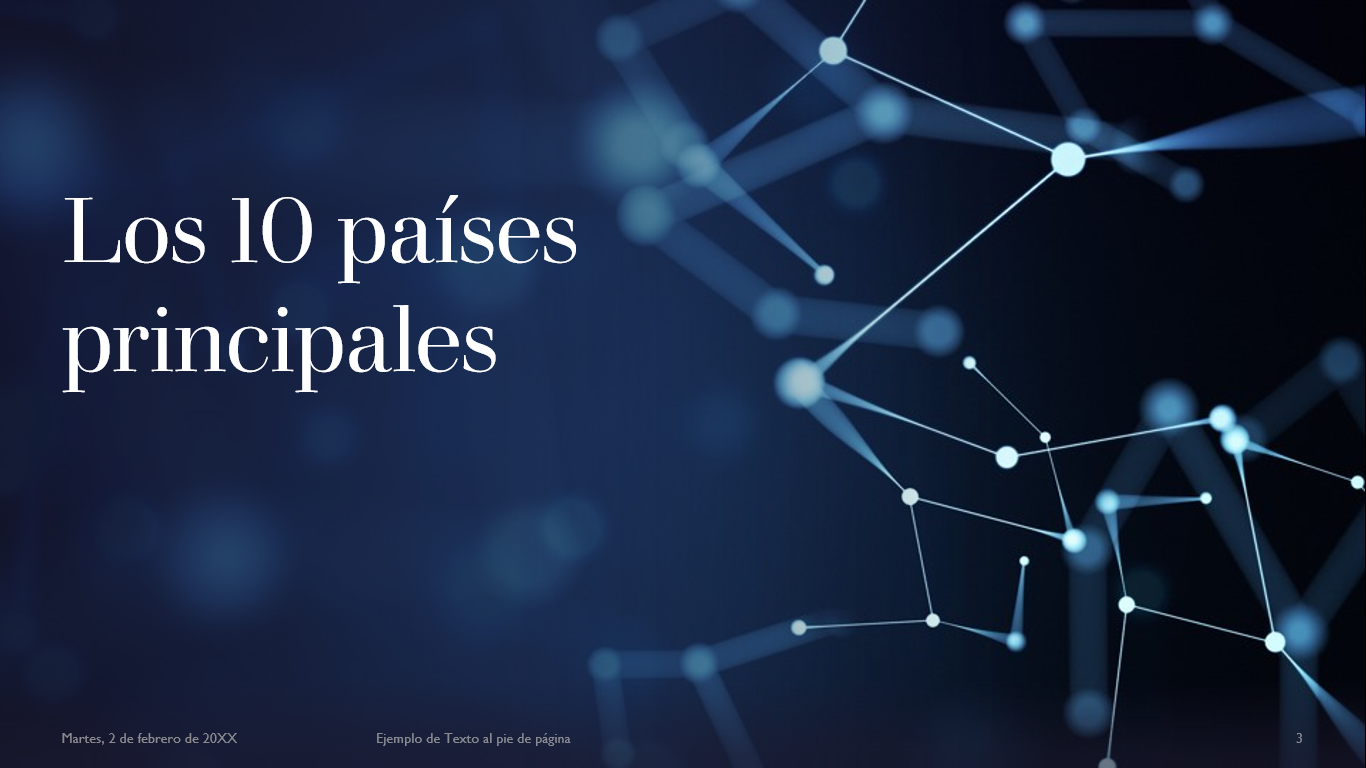 Los 10 países
principales
Martes, 2 de febrero de 20XX
Ejemplo de Texto al pie de página
3